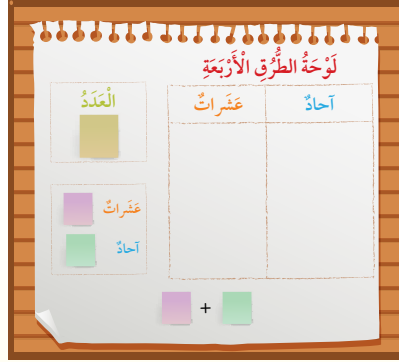 لَوْحَةُ الطُّرُقِ الْأَرْبَعَةِ
آحادٌ
عَشَراتٌ
الْعَدَدُ
عَشَراتٌ
آحادٌ
+